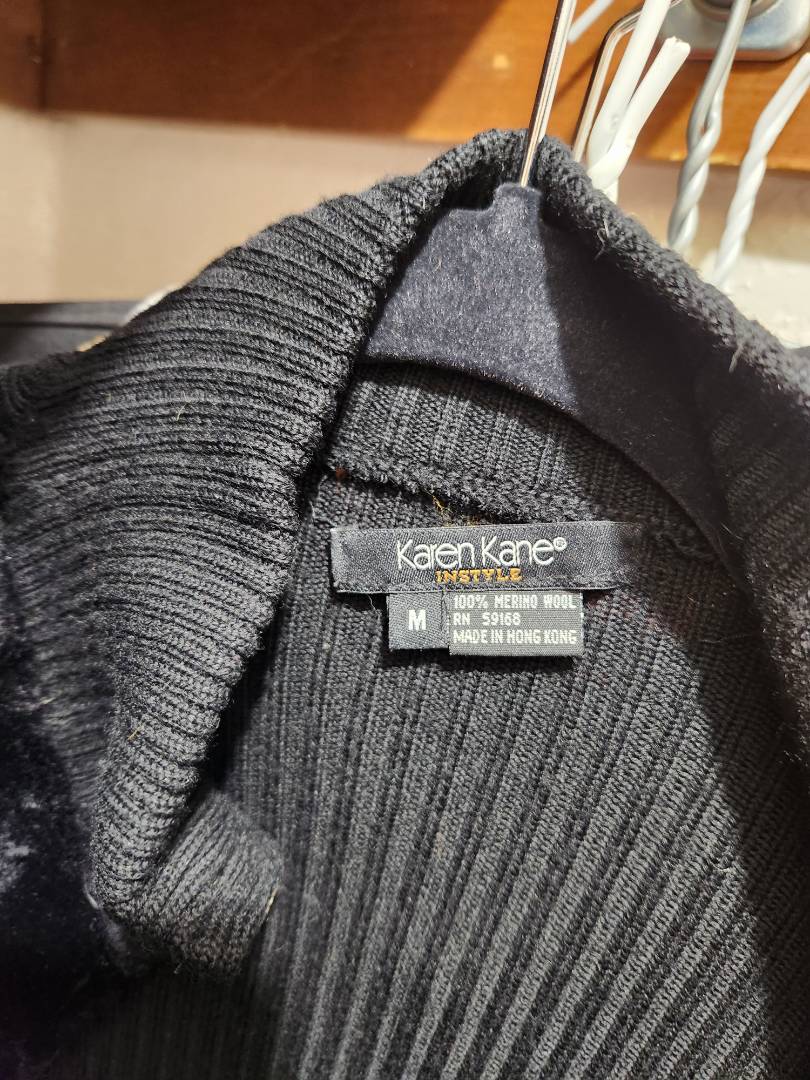 Karen Kane®
INSTYLE
M
100% MERINO WOOL
RN 59168
MADE IN HONG KONG